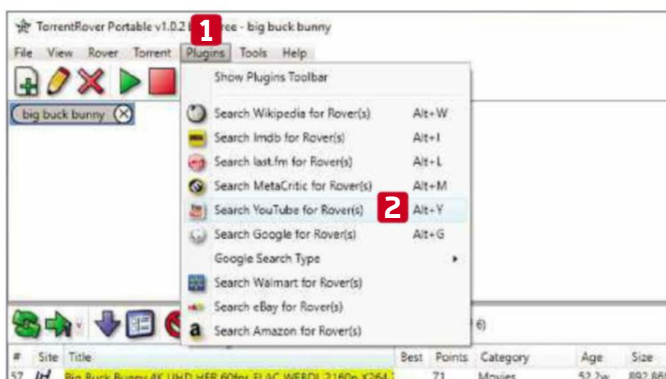 TorrentRover Portable v1.0.2 ree - big buck bunny
1
File View Rover Torrent Plugins Tools Help
Show Plugins Toolbar
big buck bunny
Search Wikipedia for Rover(s) Alt+W
Search Imdb for Rover(s) Alt+I
Search last.fm for Rover(s) Alt+L
Search MetaCritic for Rover(s) Alt+M
Search YouTube for Rover(s) 2 Alt+Y
Search Google for Rover(s) Alt+G
Google Search Type
Search Walmart for Rover(s)
Search eBay for Rover(s)
a Search Amazon for Rover(s)
6)
# Site Title Best Points Category Age Size
57 Big Buck Bunny 4K UHD HFR 60fps FLAC WEBDL 2160p X264 71 Movies 52.2w